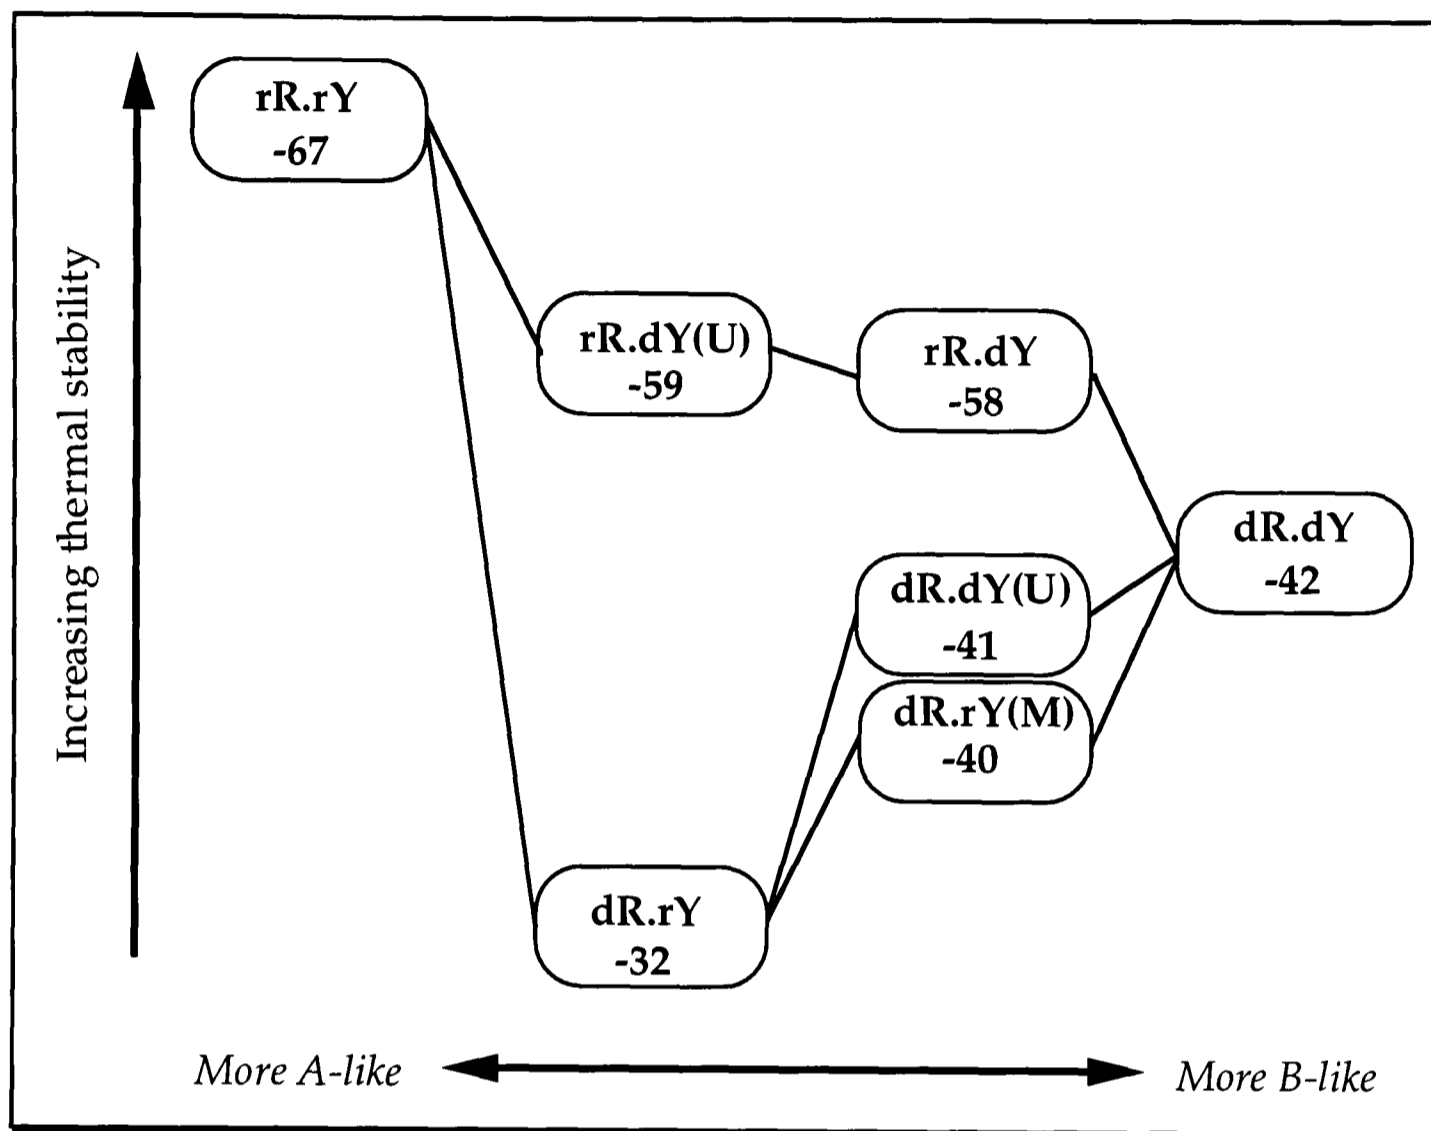 rR.rY
-67
Increasing thermal stability
rR.dY(U)
-59
rR.dY
-58
dR.dY
-42
dR.dY(U)
-41
dR.rY(M)
-40
dR.rY
-32
More A-like
More B-like